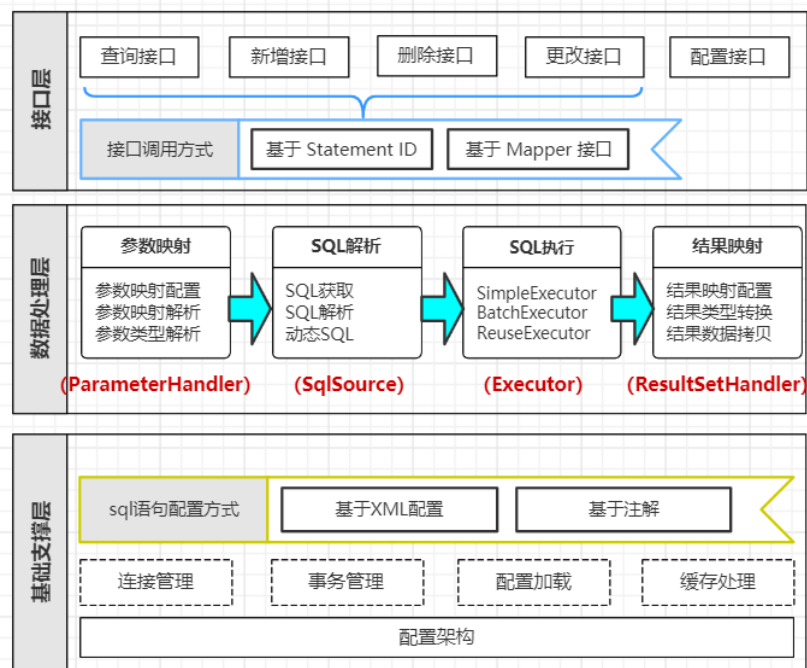 接口层
查询接口
新增接口
删除接口
更改接口
配置接口
接口调用方式
基于 Statement ID
基于 Mapper 接口
数据处理层
参数映射
参数映射配置
参数映射解析
参数类型解析
(ParameterHandler)
SQL解析
SQL获取
SQL解析
动态SQL
(SqlSource)
SQL执行
SimpleExecutor
BatchExecutor
ReuseExecutor
(Executor)
结果映射
结果映射配置
结果类型转换
结果数据拷贝
(ResultSetHandler)
基础支撑层
sql语句配置方式
基于XML配置
基于注解
连接管理
事务管理
配置加载
缓存处理
配置架构